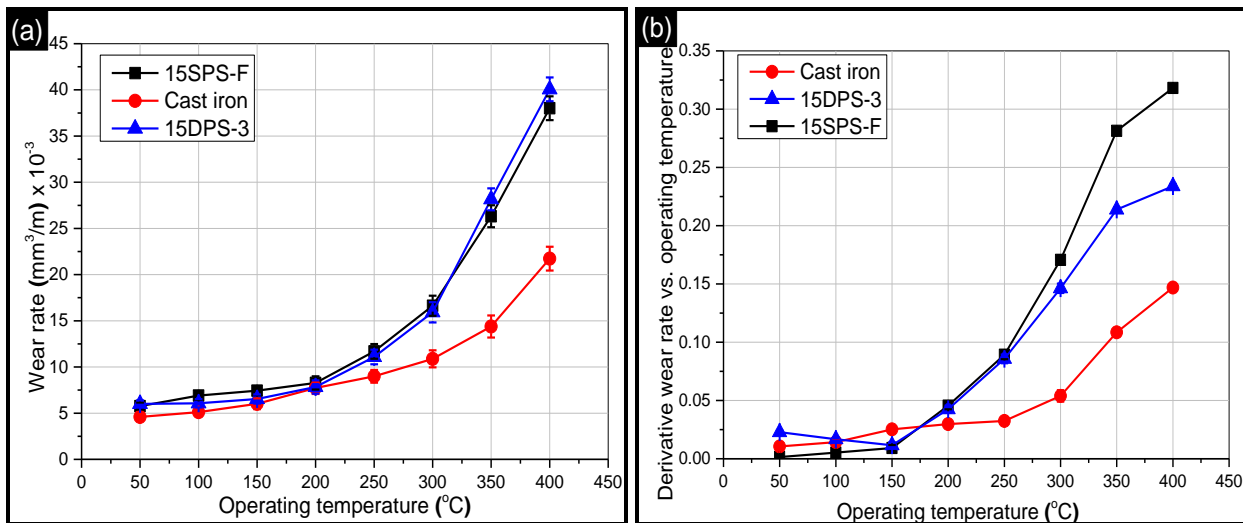 (a)
45
40
35
30
25
20
15
10
5
0
Wear rate (mm³/m) x 10⁻³
15SPS-F
Cast iron
15DPS-3
0 50 100 150 200 250 300 350 400 450
Operating temperature (°C)
(b)
0.35
0.30
0.25
0.20
0.15
0.10
0.05
0.00
Derivative wear rate vs. operating temperature
Cast iron
15DPS-3
15SPS-F
0 50 100 150 200 250 300 350 400 450
Operating temperature (°C)